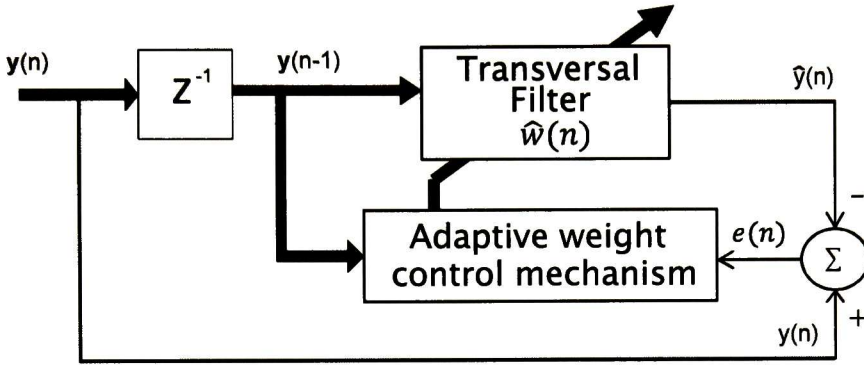 y(n)
Z⁻¹
y(n-1)
Transversal
Filter
ŵ(n)
ŷ(n)
−
Adaptive weight
control mechanism
e(n)
Σ
+
y(n)